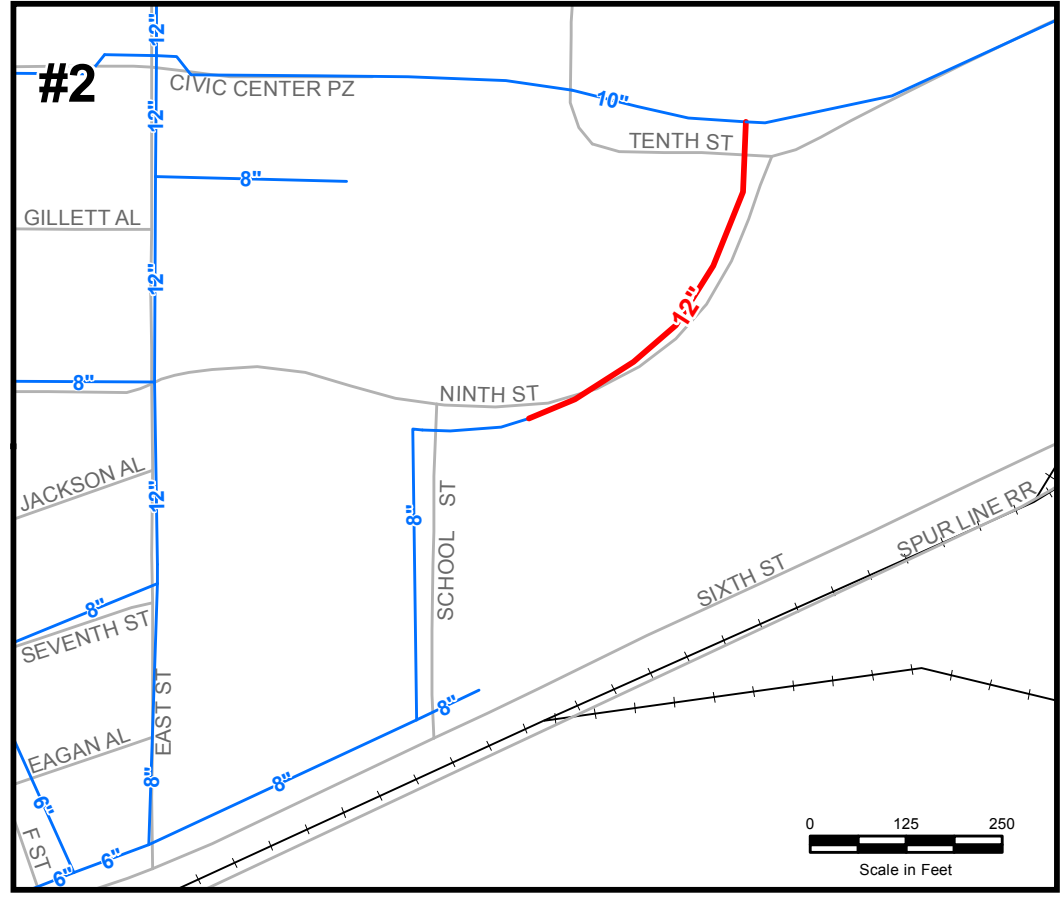 12"
#2
CIVIC CENTER PZ
10"
12"
TENTH ST
8"
GILLETT AL
12"
12"
8"
NINTH ST
JACKSON AL
12"
8"
SCHOOL ST
SPUR LINE RR
SIXTH ST
8"
SEVENTH ST
EAST ST
8"
EAGAN AL
8"
8"
6"
F ST
6"
6"
0 125 250
Scale in Feet